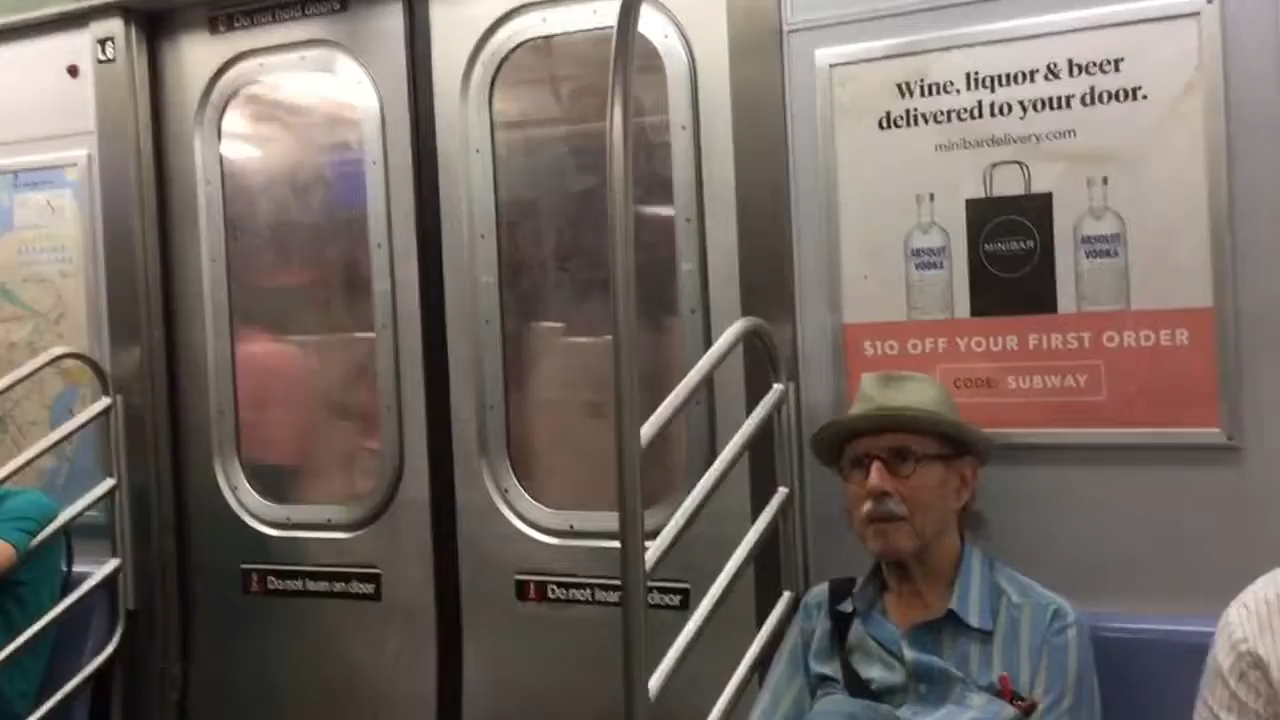 Do not hold doors
L6
Wine, liquor & beer
delivered to your door.
minibardelivery.com
MINIBAR
ABSOLUT
VODKA
ABSOLUT
VODKA
$10 OFF YOUR FIRST ORDER
CODE: SUBWAY
Do not lean on door
Do not lean door